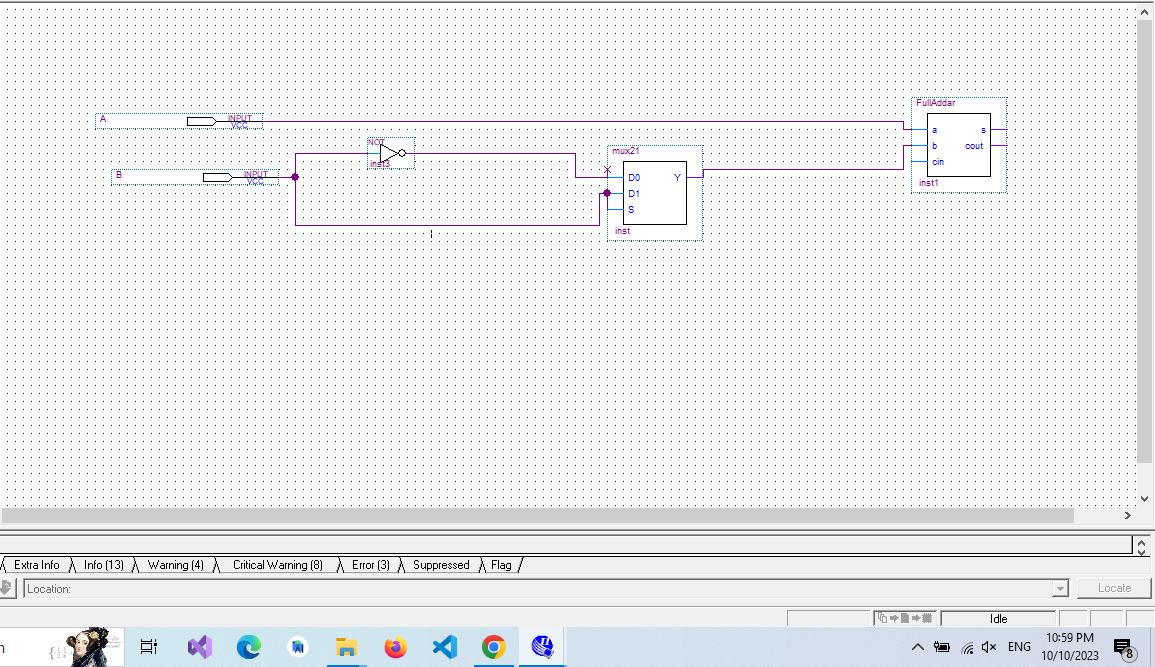 FullAddar
A INPUT
VCC
a s
NOT
b cout
inst3
mux21
cin
B INPUT
VCC
D0 Y
inst1
D1
S
inst
Extra Info Info (13) Warning (4) Critical Warning (8) Error (3) Suppressed Flag
Location: Locate
Idle
ENG 10:59 PM
10/10/2023 8